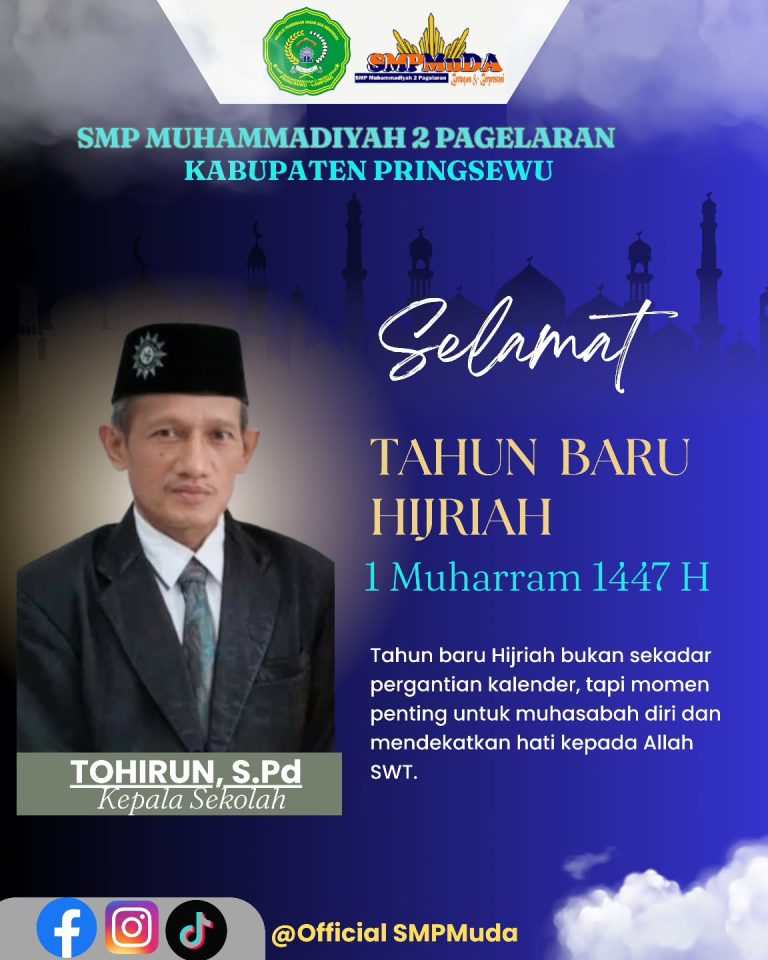 SMPMuDA
SMP Muhammadiyah 2 Pagelaran
SMP MUHAMMADIYAH 2 PAGELARAN
KABUPATEN PRINGSEWU
Selamat
TAHUN BARU
HIJRIAH
1 Muharram 1447 H
Tahun baru Hijriah bukan sekadar
pergantian kalender, tapi momen
penting untuk muhasabah diri dan
mendekatkan hati kepada Allah
SWT.
TOHIRUN, S.Pd
Kepala Sekolah
@Official SMPMuda